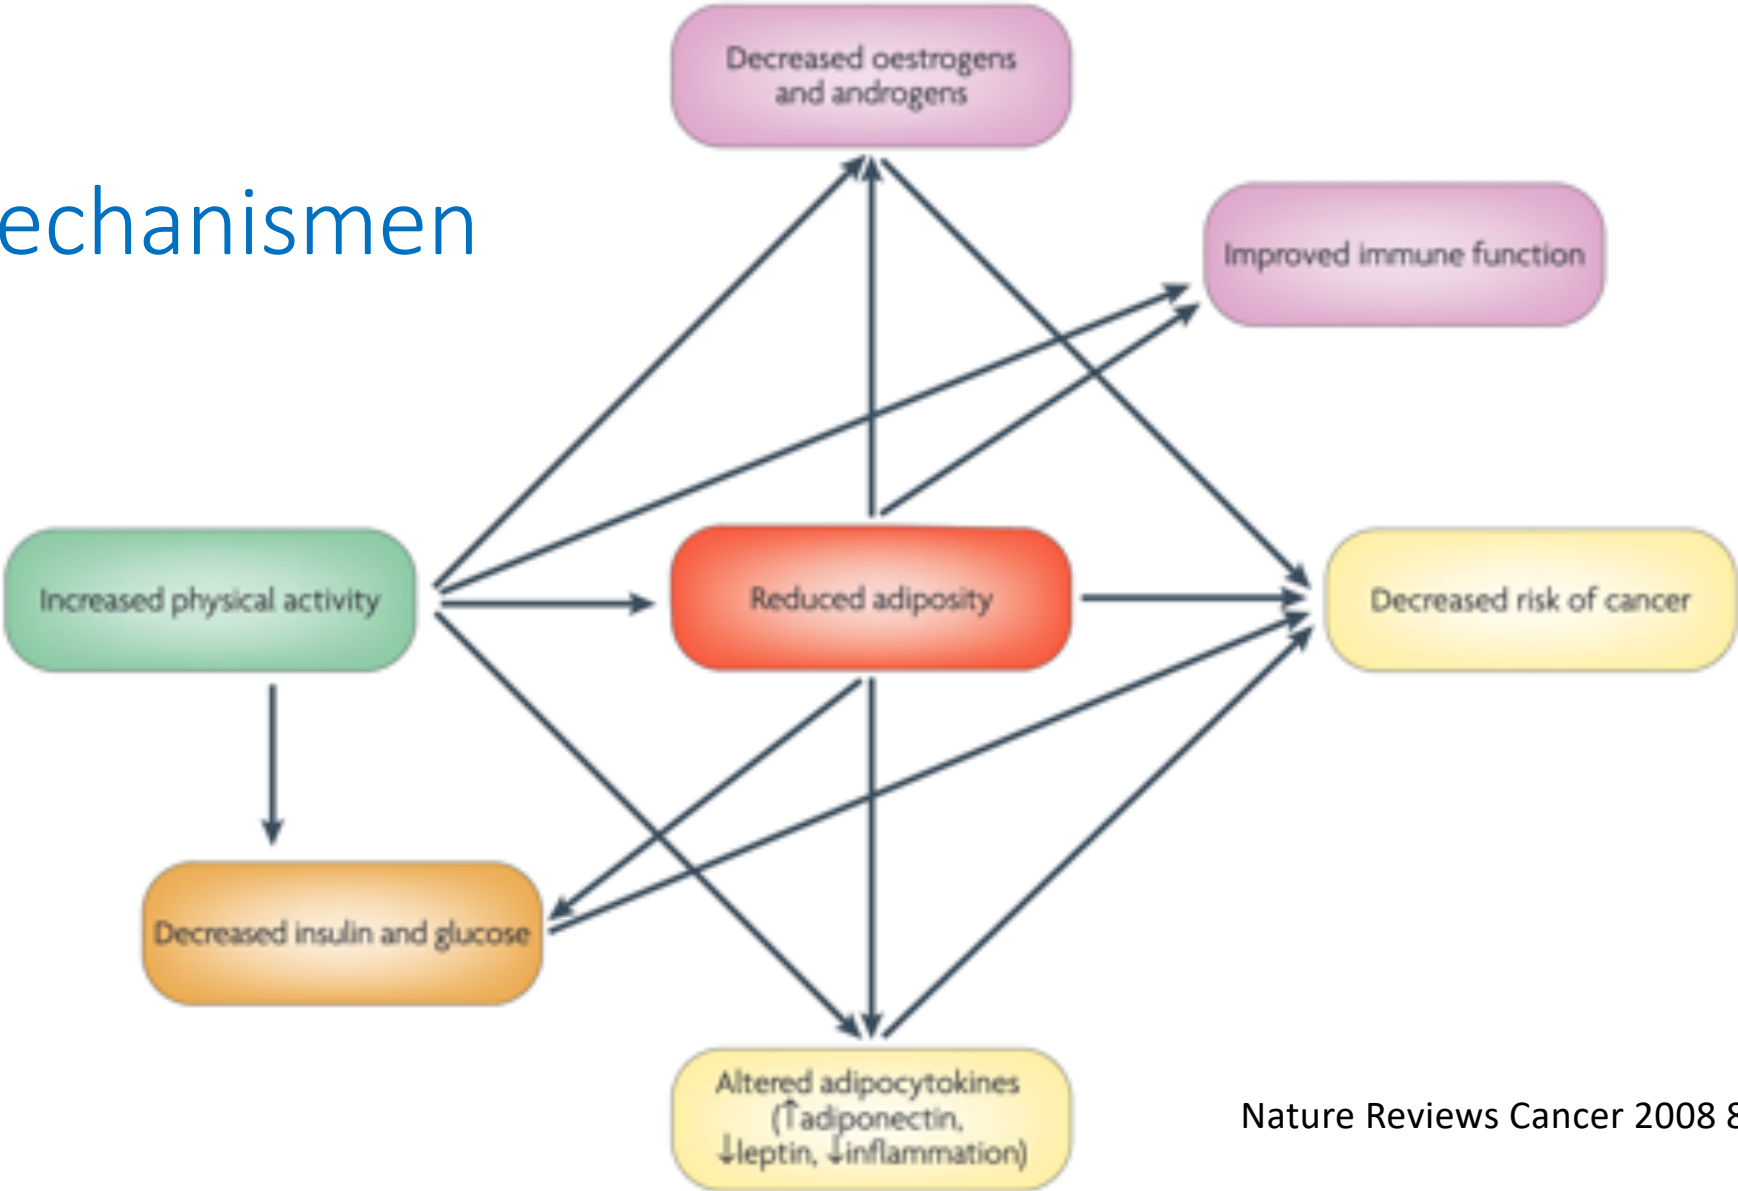 Decreased oestrogens
and androgens
echanismen
Improved immune function
Increased physical activity
Reduced adiposity
Decreased risk of cancer
Decreased insulin and glucose
Altered adipocytokines
(↑adiponectin,
↓leptin, ↓inflammation)
Nature Reviews Cancer 2008 8